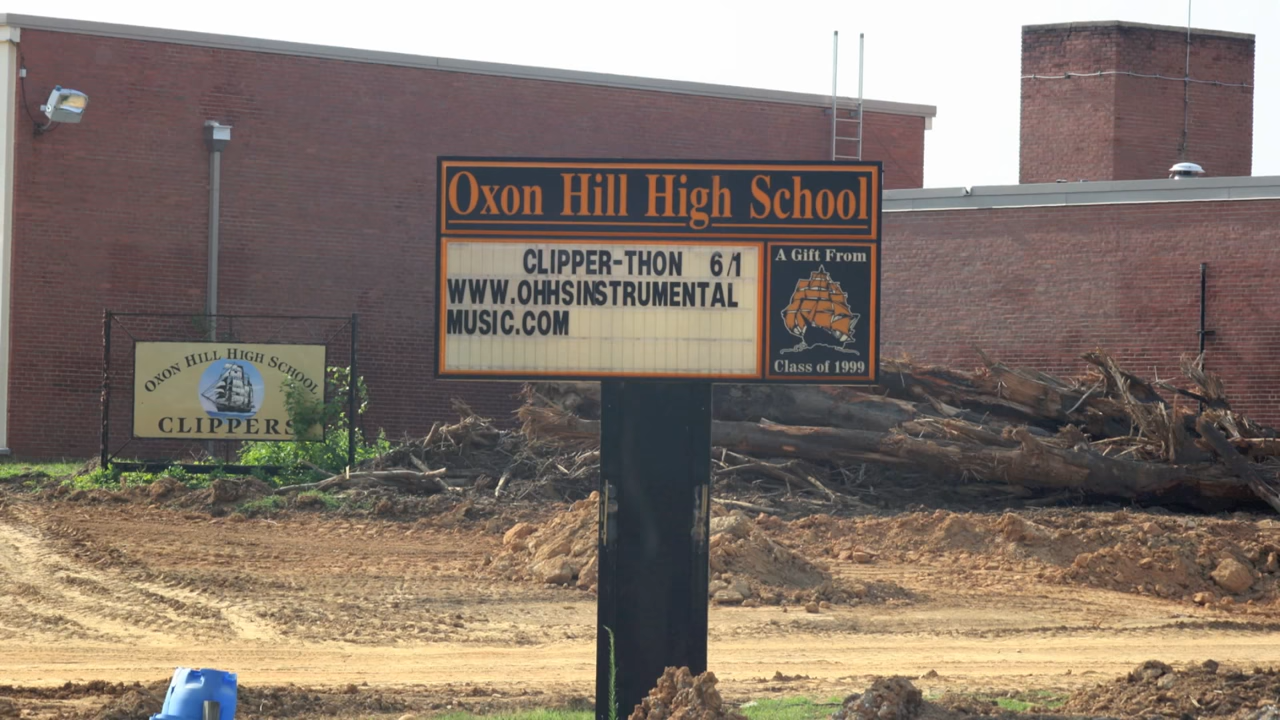 Oxon Hill High School
CLIPPER-THON 6/1
WWW.OHHSINSTRUMENTAL
MUSIC.COM
A Gift From
Class of 1999
OXON HILL HIGH SCHOOL
CLIPPERS